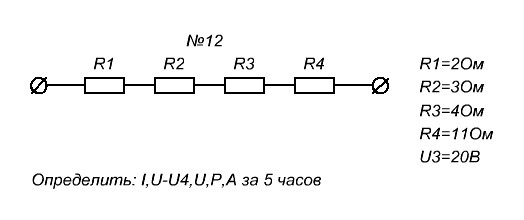 №12
R1 R2 R3 R4
R1=2Ом
R2=3Ом
R3=4Ом
R4=11Ом
U3=20В
Определить: I,U-U4,U,P,A за 5 часов